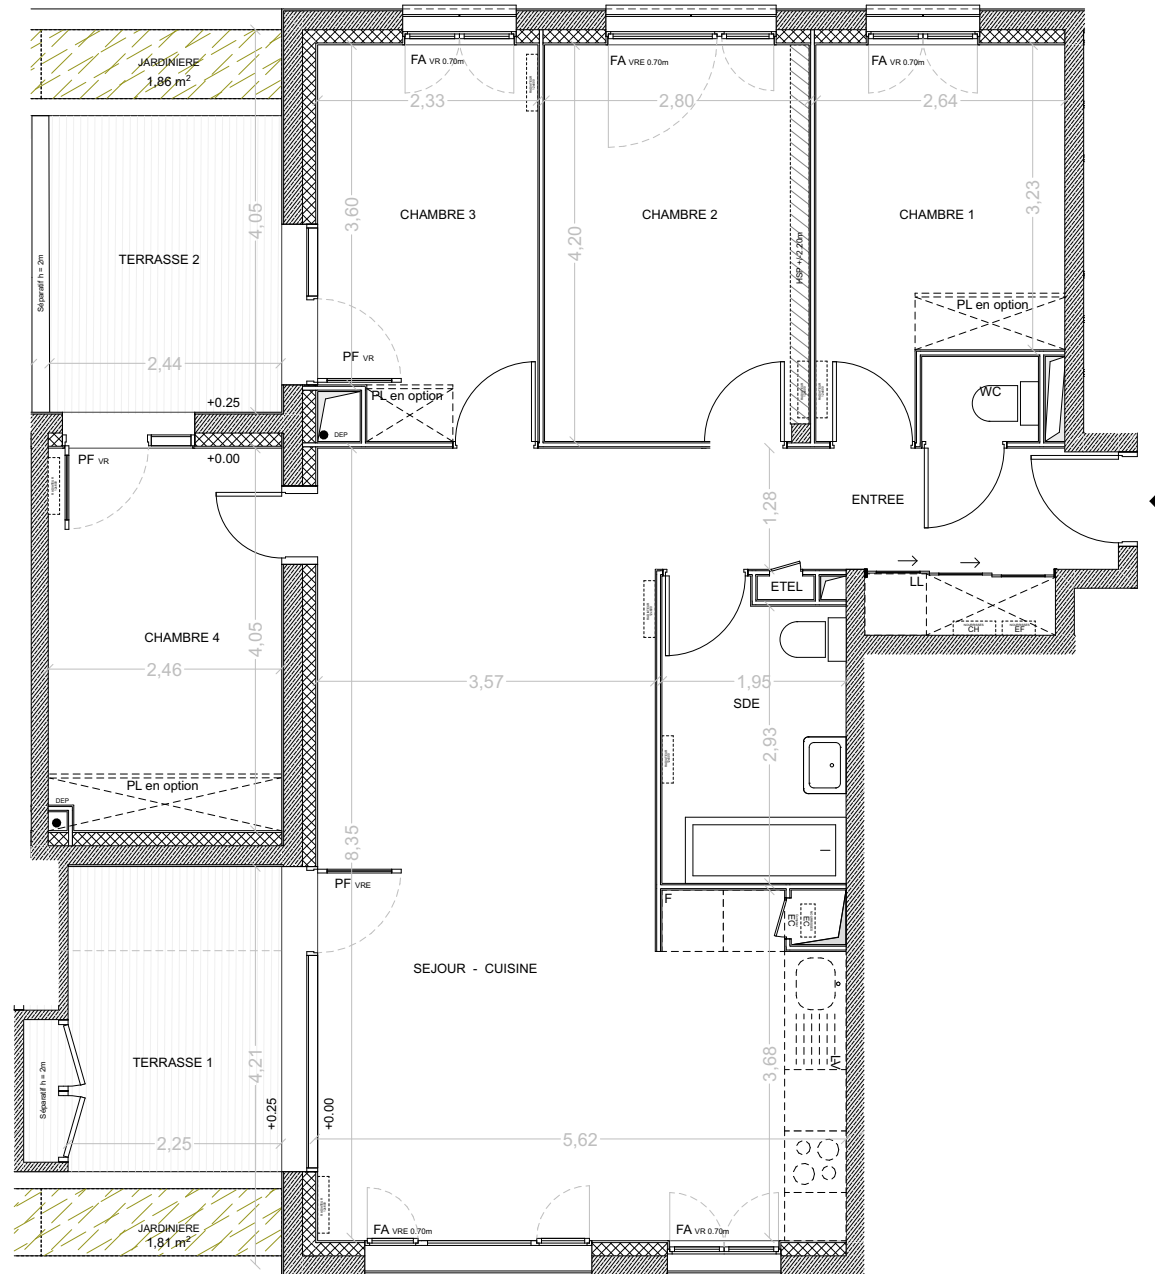 JARDINIERE
1,86 m²
FA VR 0.70m
FA VRE 0.70m
FA VR 0.70m
2,33
2,80
2,64
4,05
3,60
4,20
3,23
CHAMBRE 3
CHAMBRE 2
CHAMBRE 1
TERRASSE 2
Séparatif h = 2m
HSP +/-2.20m
PL en option
PF VR
2,44
+0.25
PL en option
WC
DEP
PF VR
+0.00
ENTREE
1,28
LL
ETEL
CH
EF
CHAMBRE 4
4,05
2,46
3,57
1,95
SDE
2,93
PL en option
DEP
8,35
PF VRE
F
EC
EC
SEJOUR - CUISINE
TERRASSE 1
4,21
Séparatif h = 2m
+0.25
+0.00
3,68
LV
2,25
5,62
JARDINIERE
1,81 m²
FA VRE 0.70m
FA VR 0.70m